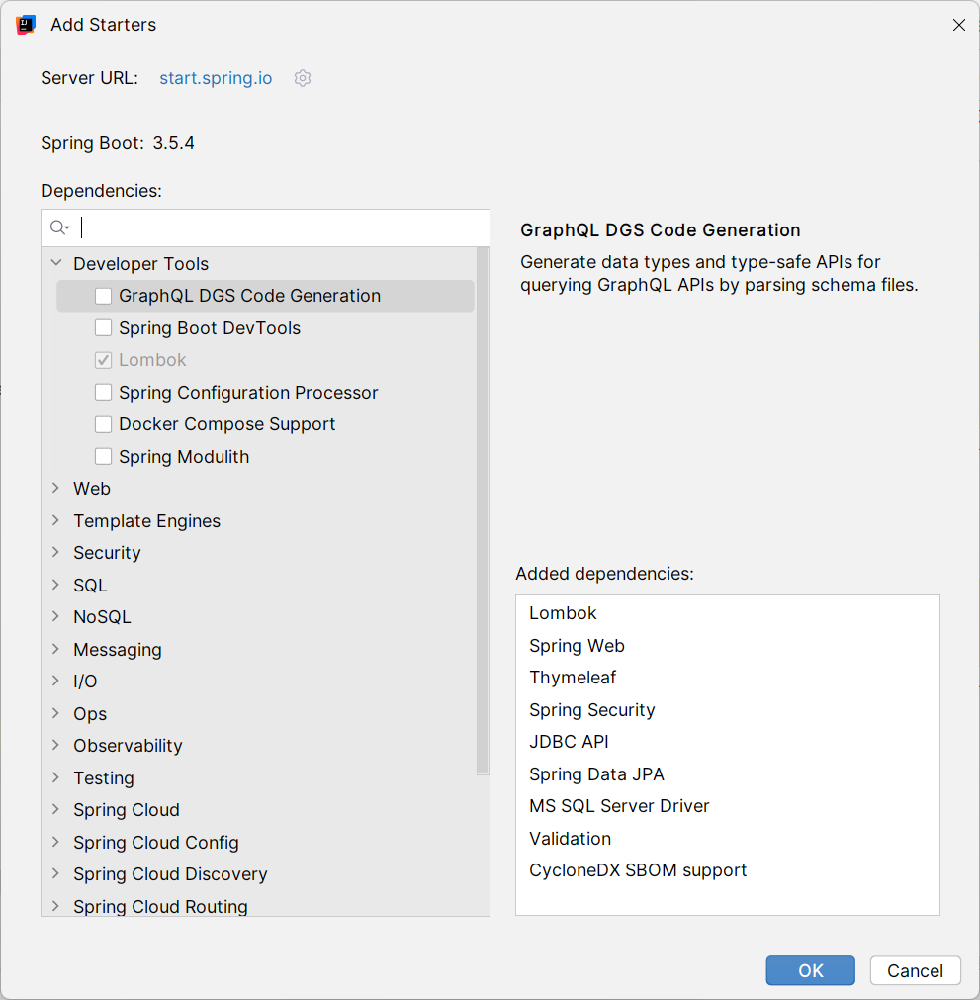 Add Starters
Server URL: start.spring.io
Spring Boot: 3.5.4
Dependencies:
Developer Tools
GraphQL DGS Code Generation
Spring Boot DevTools
Lombok
Spring Configuration Processor
Docker Compose Support
Spring Modulith
Web
Template Engines
Security
SQL
NoSQL
Messaging
I/O
Ops
Observability
Testing
Spring Cloud
Spring Cloud Config
Spring Cloud Discovery
Spring Cloud Routing
GraphQL DGS Code Generation
Generate data types and type-safe APIs for
querying GraphQL APIs by parsing schema files.
Added dependencies:
Lombok
Spring Web
Thymeleaf
Spring Security
JDBC API
Spring Data JPA
MS SQL Server Driver
Validation
CycloneDX SBOM support
OK
Cancel